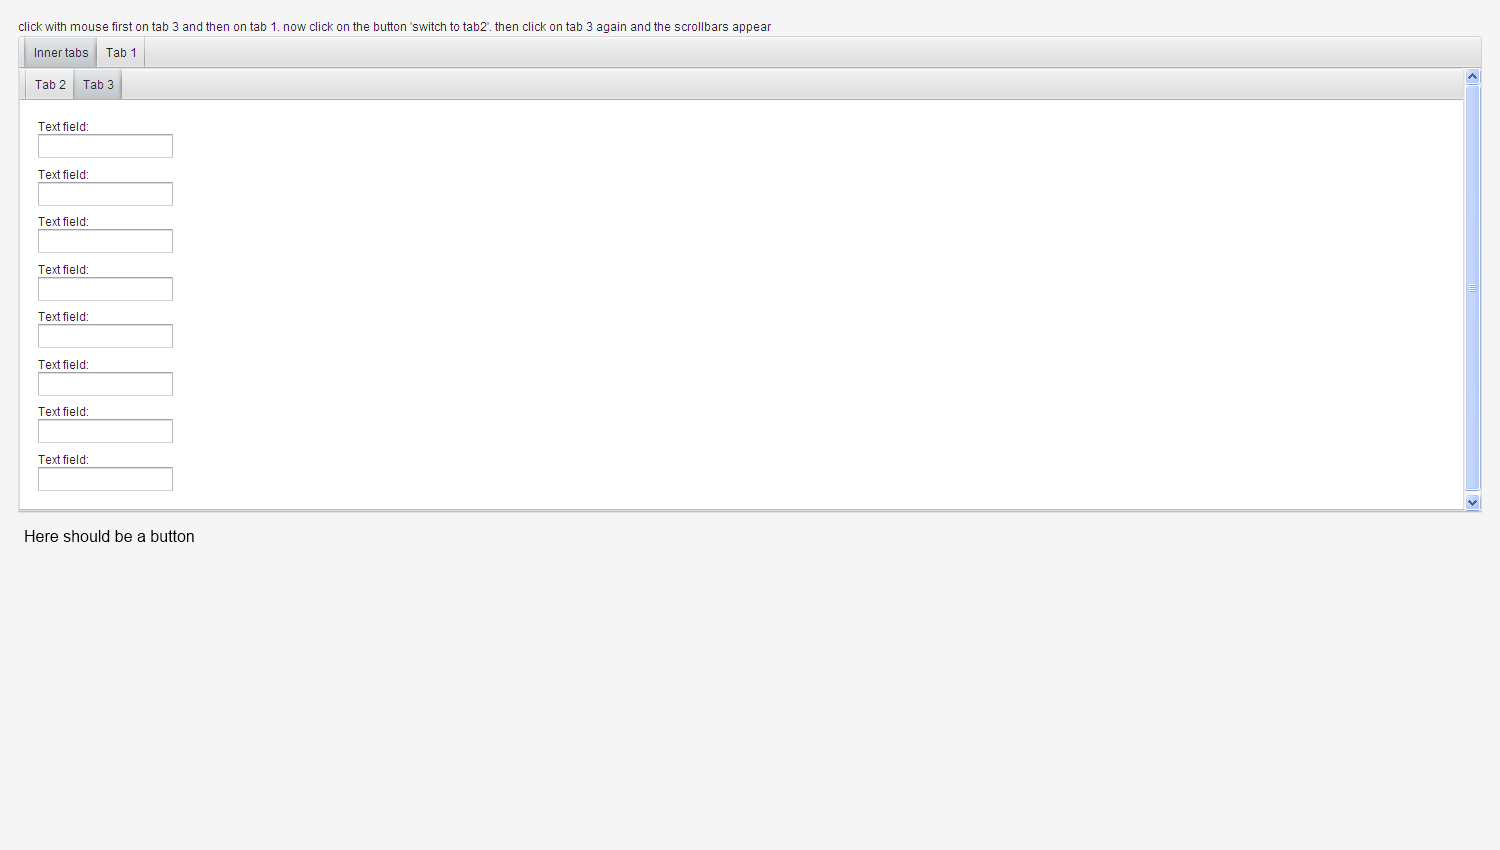 click with mouse first on tab 3 and then on tab 1. now click on the button 'switch to tab2'. then click on tab 3 again and the scrollbars appear
Inner tabs Tab 1
Tab 2 Tab 3
Text field:
Text field:
Text field:
Text field:
Text field:
Text field:
Text field:
Text field:
Here should be a button